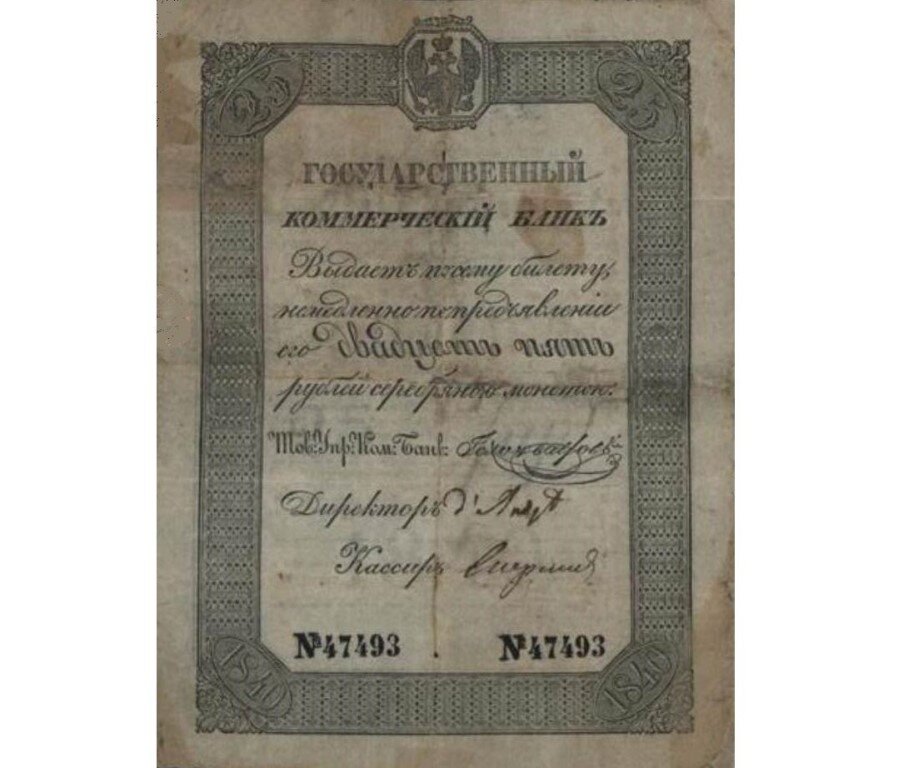 25 25
ГОСУДАРСТВЕННЫЙ
КОММЕРЧЕСКІЙ БАНКЪ
Выдаетъ по сему билету,
немедленно по предъявленіи
его двадцать пять
рублей серебряною монетою.
Тов: Упр: Ком: Банк:
Директоръ
Кассиръ
№47493 №47493
1840 1840